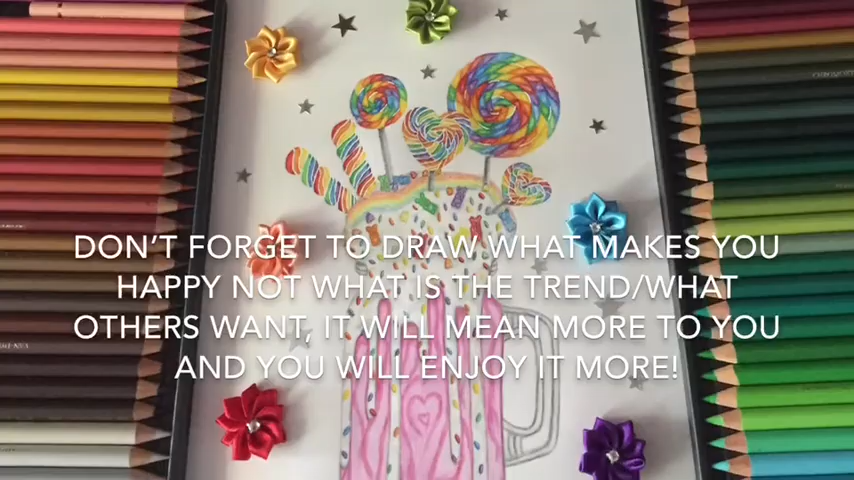 DON'T FORGET TO DRAW WHAT MAKES YOU
HAPPY NOT WHAT IS THE TREND/WHAT
OTHERS WANT, IT WILL MEAN MORE TO YOU
AND YOU WILL ENJOY IT MORE!